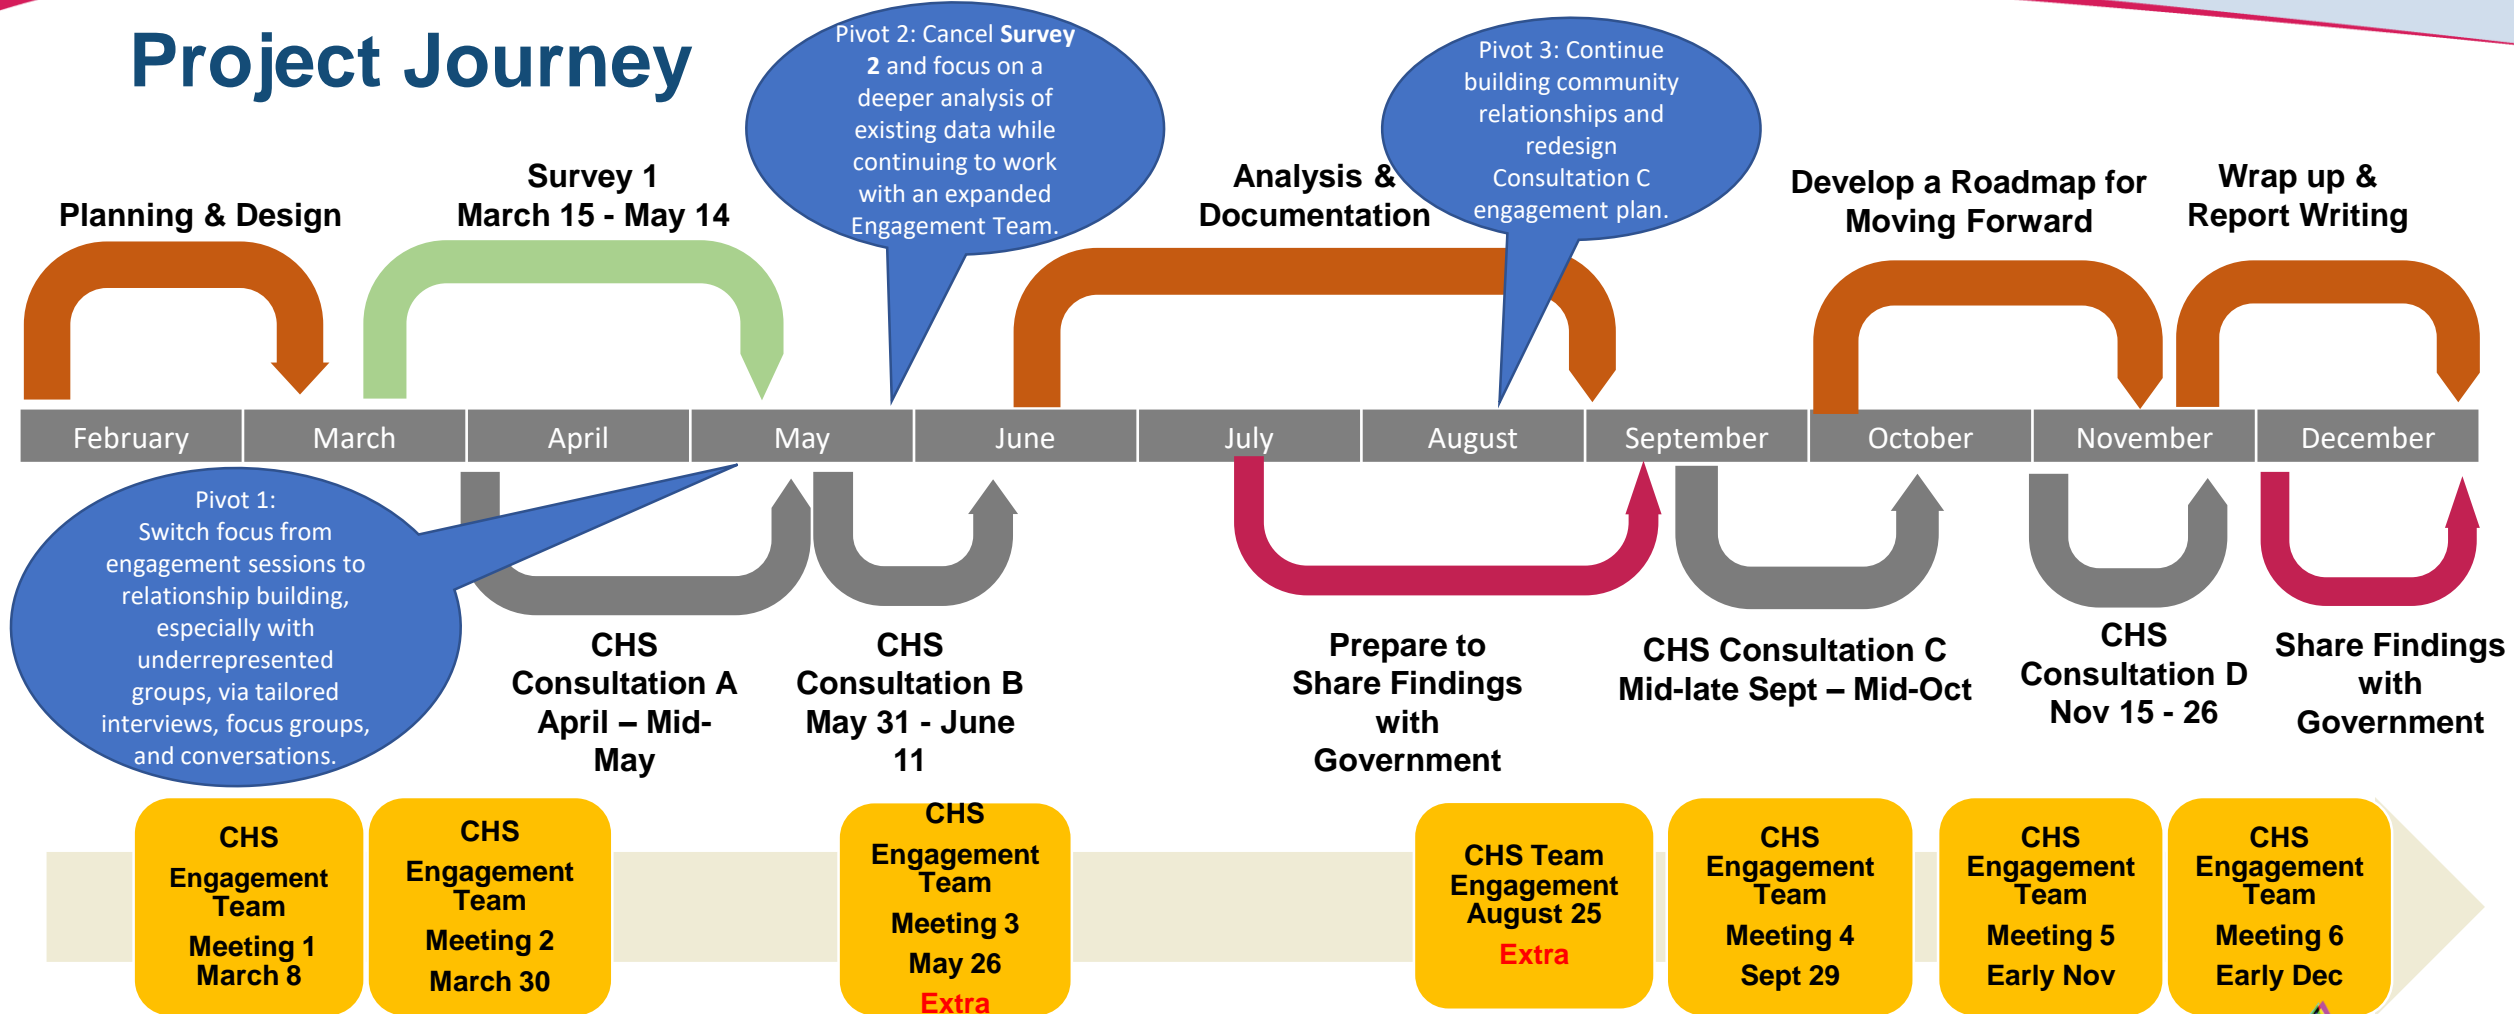 Project Journey
Pivot 2: Cancel Survey
2 and focus on a
deeper analysis of
existing data while
continuing to work
with an expanded
Engagement Team.
Pivot 3: Continue
building community
relationships and
redesign
Consultation C
engagement plan.
Planning & Design
Survey 1
March 15 - May 14
Analysis &
Documentation
Develop a Roadmap for
Moving Forward
Wrap up &
Report Writing
February
March
April
May
June
July
August
September
October
November
December
Pivot 1:
Switch focus from
engagement sessions to
relationship building,
especially with
underrepresented
groups, via tailored
interviews, focus groups,
and conversations.
CHS
Consultation A
April – Mid-
May
CHS
Consultation B
May 31 - June
11
Prepare to
Share Findings
with
Government
CHS Consultation C
Mid-late Sept – Mid-Oct
CHS
Consultation D
Nov 15 - 26
Share Findings
with
Government
CHS
Engagement
Team
Meeting 1
March 8
CHS
Engagement
Team
Meeting 2
March 30
CHS
Engagement
Team
Meeting 3
May 26
Extra
CHS Team
Engagement
August 25
Extra
CHS
Engagement
Team
Meeting 4
Sept 29
CHS
Engagement
Team
Meeting 5
Early Nov
CHS
Engagement
Team
Meeting 6
Early Dec